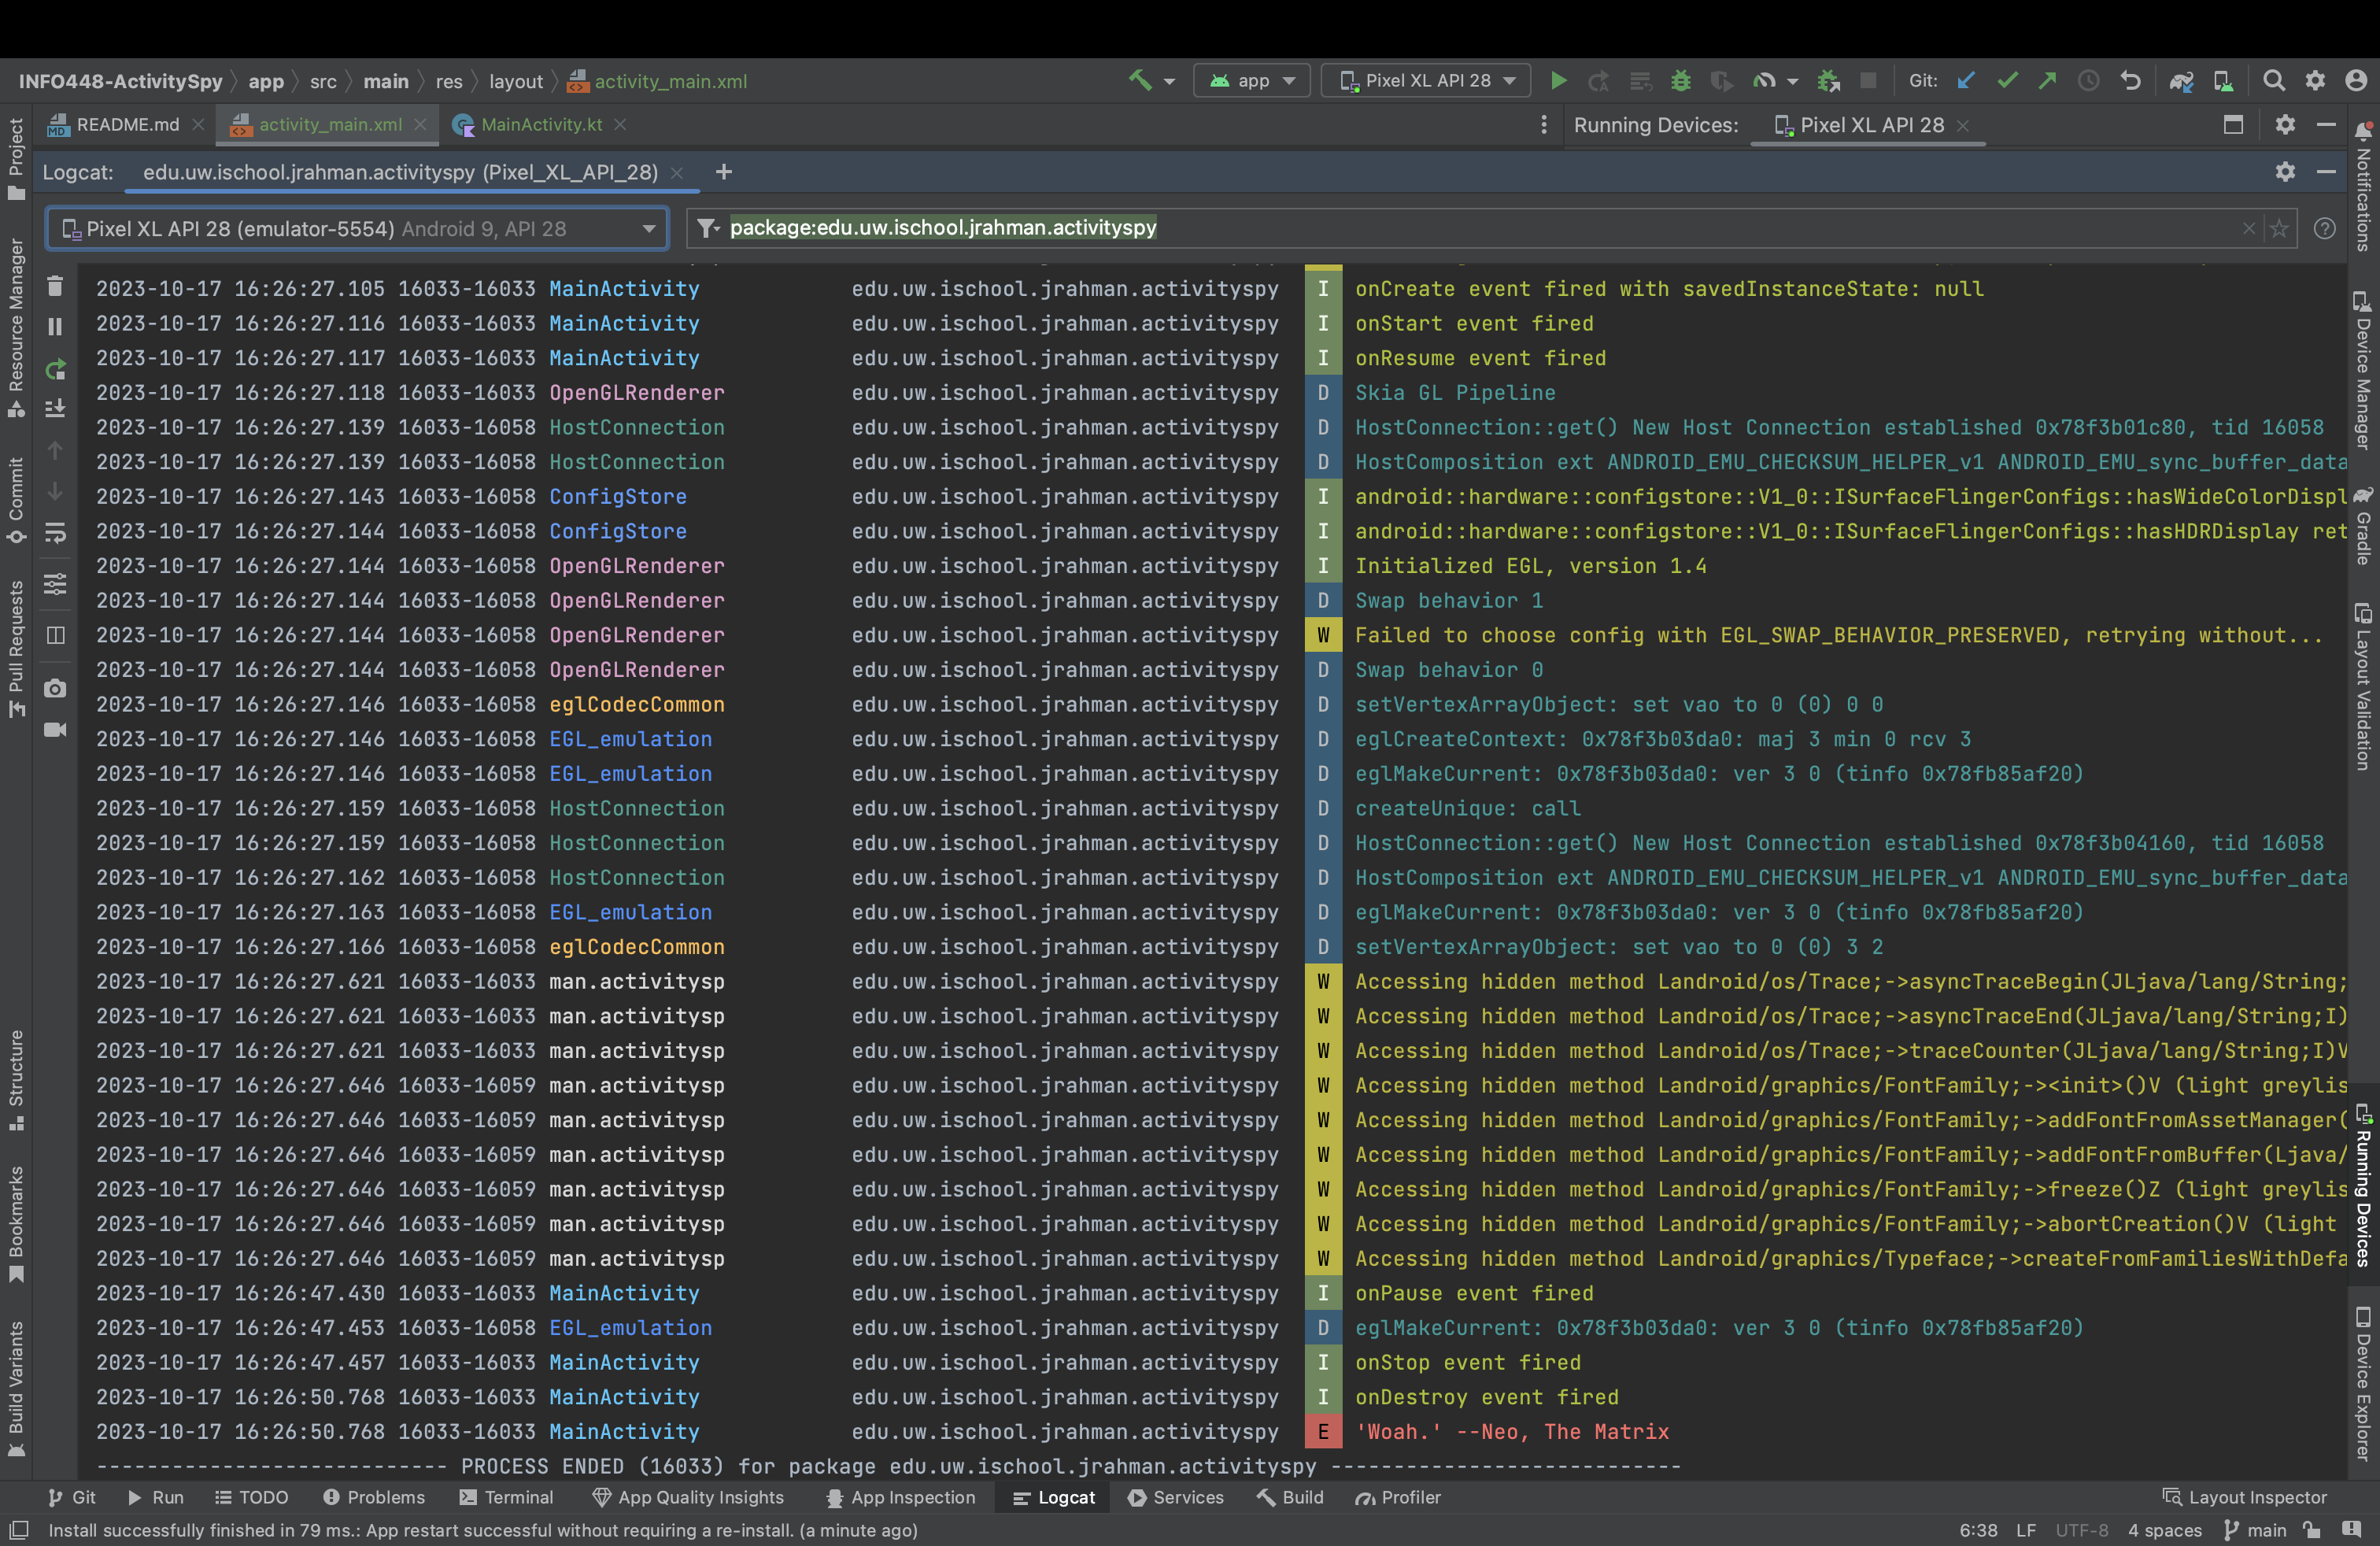 INFO448-ActivitySpy app src main res layout activity_main.xml app Pixel XL API 28 Git:
README.md activity_main.xml MainActivity.kt Running Devices: Pixel XL API 28
Logcat: edu.uw.ischool.jrahman.activityspy (Pixel_XL_API_28)
Pixel XL API 28 (emulator-5554) Android 9, API 28 package:edu.uw.ischool.jrahman.activityspy
2023-10-17 16:26:27.105 16033-16033 MainActivity edu.uw.ischool.jrahman.activityspy I onCreate event fired with savedInstanceState: null
2023-10-17 16:26:27.116 16033-16033 MainActivity edu.uw.ischool.jrahman.activityspy I onStart event fired
2023-10-17 16:26:27.117 16033-16033 MainActivity edu.uw.ischool.jrahman.activityspy I onResume event fired
2023-10-17 16:26:27.118 16033-16033 OpenGLRenderer edu.uw.ischool.jrahman.activityspy D Skia GL Pipeline
2023-10-17 16:26:27.139 16033-16058 HostConnection edu.uw.ischool.jrahman.activityspy D HostConnection::get() New Host Connection established 0x78f3b01c80, tid 16058
2023-10-17 16:26:27.139 16033-16058 HostConnection edu.uw.ischool.jrahman.activityspy D HostComposition ext ANDROID_EMU_CHECKSUM_HELPER_v1 ANDROID_EMU_sync_buffer_data
2023-10-17 16:26:27.143 16033-16058 ConfigStore edu.uw.ischool.jrahman.activityspy I android::hardware::configstore::V1_0::ISurfaceFlingerConfigs::hasWideColorDispl
2023-10-17 16:26:27.144 16033-16058 ConfigStore edu.uw.ischool.jrahman.activityspy I android::hardware::configstore::V1_0::ISurfaceFlingerConfigs::hasHDRDisplay ret
2023-10-17 16:26:27.144 16033-16058 OpenGLRenderer edu.uw.ischool.jrahman.activityspy I Initialized EGL, version 1.4
2023-10-17 16:26:27.144 16033-16058 OpenGLRenderer edu.uw.ischool.jrahman.activityspy D Swap behavior 1
2023-10-17 16:26:27.144 16033-16058 OpenGLRenderer edu.uw.ischool.jrahman.activityspy W Failed to choose config with EGL_SWAP_BEHAVIOR_PRESERVED, retrying without...
2023-10-17 16:26:27.144 16033-16058 OpenGLRenderer edu.uw.ischool.jrahman.activityspy D Swap behavior 0
2023-10-17 16:26:27.146 16033-16058 eglCodecCommon edu.uw.ischool.jrahman.activityspy D setVertexArrayObject: set vao to 0 (0) 0 0
2023-10-17 16:26:27.146 16033-16058 EGL_emulation edu.uw.ischool.jrahman.activityspy D eglCreateContext: 0x78f3b03da0: maj 3 min 0 rcv 3
2023-10-17 16:26:27.146 16033-16058 EGL_emulation edu.uw.ischool.jrahman.activityspy D eglMakeCurrent: 0x78f3b03da0: ver 3 0 (tinfo 0x78fb85af20)
2023-10-17 16:26:27.159 16033-16058 HostConnection edu.uw.ischool.jrahman.activityspy D createUnique: call
2023-10-17 16:26:27.159 16033-16058 HostConnection edu.uw.ischool.jrahman.activityspy D HostConnection::get() New Host Connection established 0x78f3b04160, tid 16058
2023-10-17 16:26:27.162 16033-16058 HostConnection edu.uw.ischool.jrahman.activityspy D HostComposition ext ANDROID_EMU_CHECKSUM_HELPER_v1 ANDROID_EMU_sync_buffer_data
2023-10-17 16:26:27.163 16033-16058 EGL_emulation edu.uw.ischool.jrahman.activityspy D eglMakeCurrent: 0x78f3b03da0: ver 3 0 (tinfo 0x78fb85af20)
2023-10-17 16:26:27.166 16033-16058 eglCodecCommon edu.uw.ischool.jrahman.activityspy D setVertexArrayObject: set vao to 0 (0) 3 2
2023-10-17 16:26:27.621 16033-16033 man.activitysp edu.uw.ischool.jrahman.activityspy W Accessing hidden method Landroid/os/Trace;->asyncTraceBegin(JLjava/lang/String;
2023-10-17 16:26:27.621 16033-16033 man.activitysp edu.uw.ischool.jrahman.activityspy W Accessing hidden method Landroid/os/Trace;->asyncTraceEnd(JLjava/lang/String;I)
2023-10-17 16:26:27.621 16033-16033 man.activitysp edu.uw.ischool.jrahman.activityspy W Accessing hidden method Landroid/os/Trace;->traceCounter(JLjava/lang/String;I)V
2023-10-17 16:26:27.646 16033-16059 man.activitysp edu.uw.ischool.jrahman.activityspy W Accessing hidden method Landroid/graphics/FontFamily;-><init>()V (light greylis
2023-10-17 16:26:27.646 16033-16059 man.activitysp edu.uw.ischool.jrahman.activityspy W Accessing hidden method Landroid/graphics/FontFamily;->addFontFromAssetManager(
2023-10-17 16:26:27.646 16033-16059 man.activitysp edu.uw.ischool.jrahman.activityspy W Accessing hidden method Landroid/graphics/FontFamily;->addFontFromBuffer(Ljava/
2023-10-17 16:26:27.646 16033-16059 man.activitysp edu.uw.ischool.jrahman.activityspy W Accessing hidden method Landroid/graphics/FontFamily;->freeze()Z (light greylis
2023-10-17 16:26:27.646 16033-16059 man.activitysp edu.uw.ischool.jrahman.activityspy W Accessing hidden method Landroid/graphics/FontFamily;->abortCreation()V (light
2023-10-17 16:26:27.646 16033-16059 man.activitysp edu.uw.ischool.jrahman.activityspy W Accessing hidden method Landroid/graphics/Typeface;->createFromFamiliesWithDefa
2023-10-17 16:26:47.430 16033-16033 MainActivity edu.uw.ischool.jrahman.activityspy I onPause event fired
2023-10-17 16:26:47.453 16033-16058 EGL_emulation edu.uw.ischool.jrahman.activityspy D eglMakeCurrent: 0x78f3b03da0: ver 3 0 (tinfo 0x78fb85af20)
2023-10-17 16:26:47.457 16033-16033 MainActivity edu.uw.ischool.jrahman.activityspy I onStop event fired
2023-10-17 16:26:50.768 16033-16033 MainActivity edu.uw.ischool.jrahman.activityspy I onDestroy event fired
2023-10-17 16:26:50.768 16033-16033 MainActivity edu.uw.ischool.jrahman.activityspy E 'Woah.' --Neo, The Matrix
---------------------------- PROCESS ENDED (16033) for package edu.uw.ischool.jrahman.activityspy ----------------------------
Git Run TODO Problems Terminal App Quality Insights App Inspection Logcat Services Build Profiler Layout Inspector
Install successfully finished in 79 ms.: App restart successful without requiring a re-install. (a minute ago) 6:38 LF UTF-8 4 spaces main
Project
Resource Manager
Commit
Pull Requests
Structure
Bookmarks
Build Variants
Notifications
Device Manager
Gradle
Layout Validation
Running Devices
Device Explorer